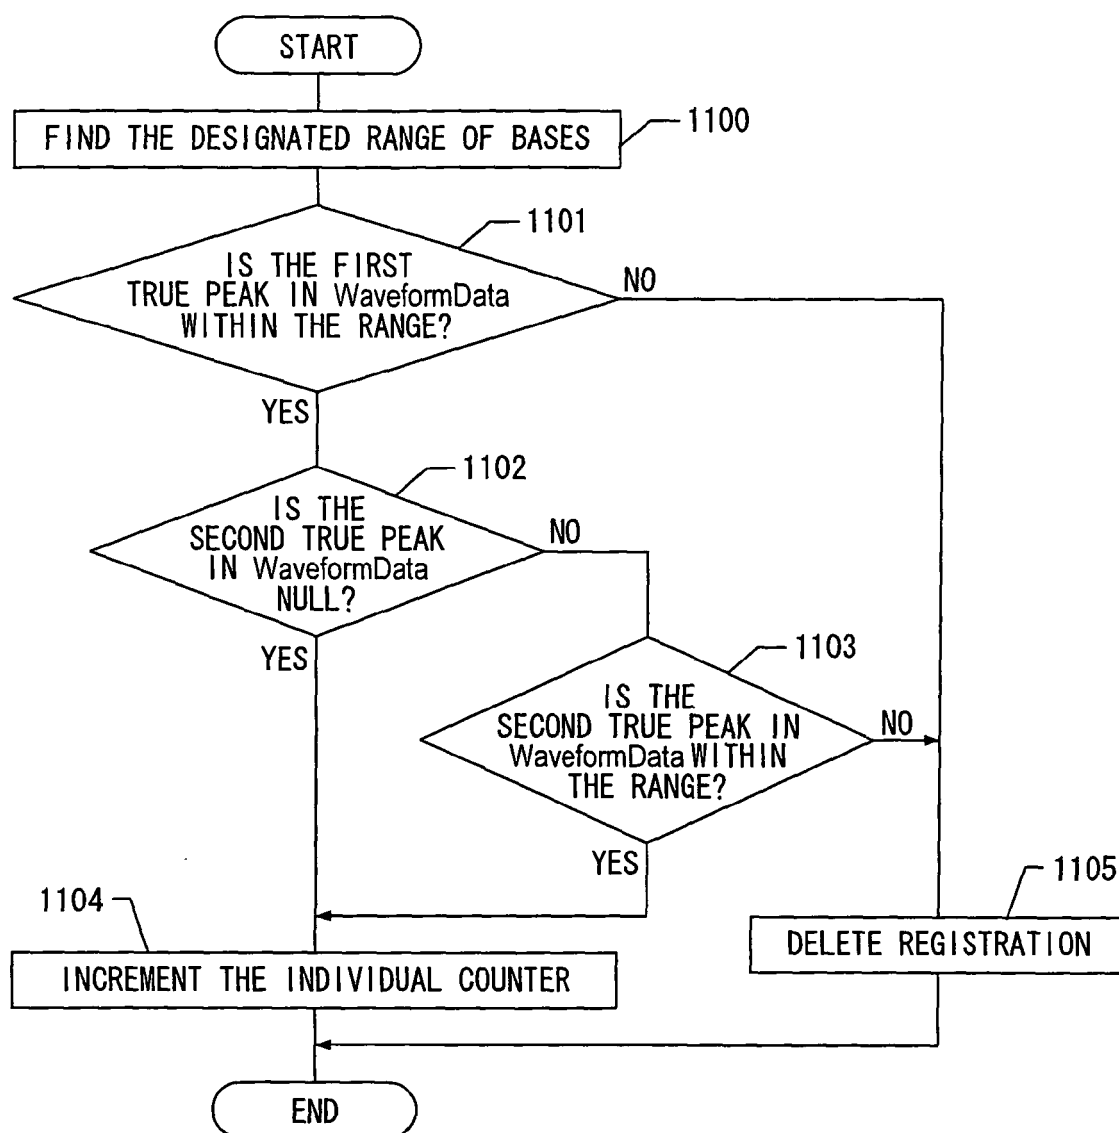 START
FIND THE DESIGNATED RANGE OF BASES
1100
1101
IS THE FIRST
TRUE PEAK IN WaveformData
WITHIN THE RANGE?
NO
YES
1102
IS THE
SECOND TRUE PEAK
IN WaveformData
NULL?
NO
YES
1103
IS THE
SECOND TRUE PEAK IN
WaveformData WITHIN
THE RANGE?
NO
YES
1104
INCREMENT THE INDIVIDUAL COUNTER
1105
DELETE REGISTRATION
END